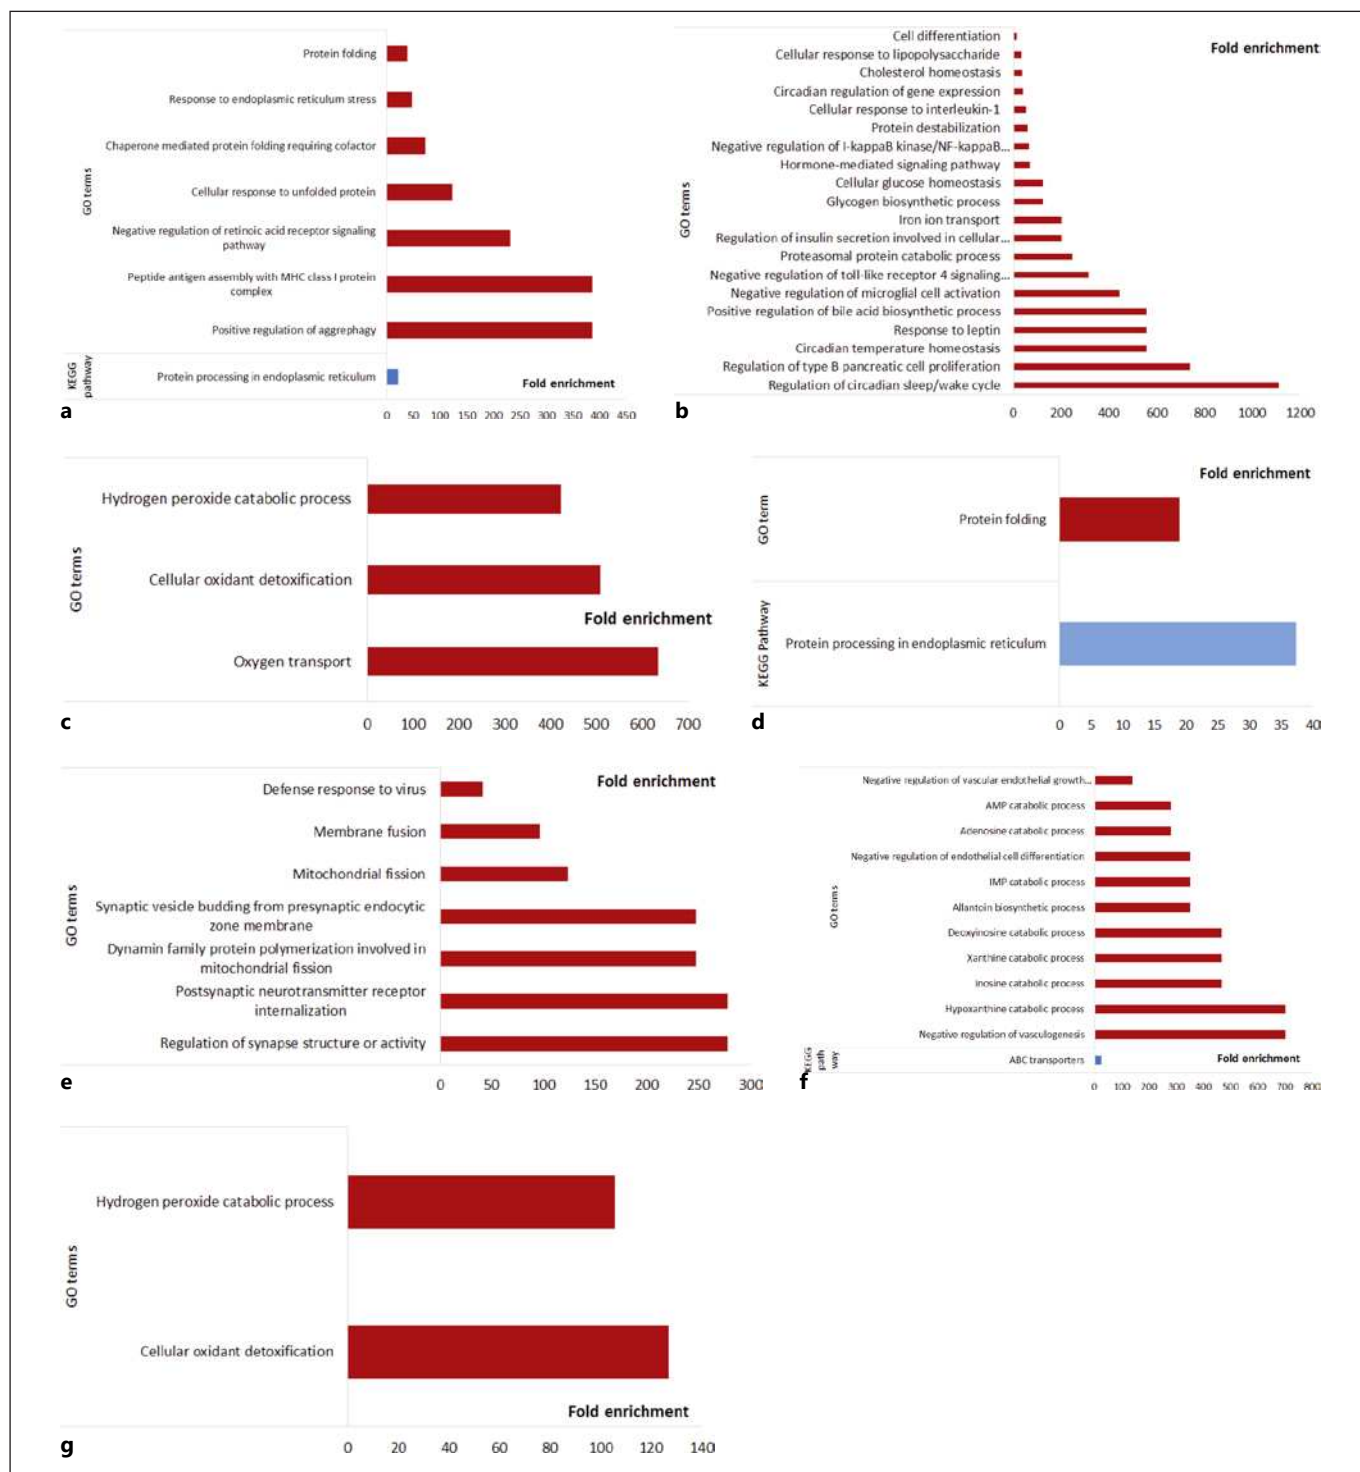 Protein folding
Response to endoplasmic reticulum stress
Chaperone mediated protein folding requiring cofactor
Cellular response to unfolded protein
Negative regulation of retinoic acid receptor signaling
pathway
Peptide antigen assembly with MHC class I protein
complex
Positive regulation of aggrephagy
GO terms
KEGG
pathway
Protein processing in endoplasmic reticulum
Fold enrichment
0 50 100 150 200 250 300 350 400 450
a
Cell differentiation
Cellular response to lipopolysaccharide
Cholesterol homeostasis
Circadian regulation of gene expression
Cellular response to interleukin-1
Protein destabilization
Negative regulation of I-kappaB kinase/NF-kappaB...
Hormone-mediated signaling pathway
Cellular glucose homeostasis
Glycogen biosynthetic process
Iron ion transport
Regulation of insulin secretion involved in cellular...
Proteasomal protein catabolic process
Negative regulation of toll-like receptor 4 signaling...
Negative regulation of microglial cell activation
Positive regulation of bile acid biosynthetic process
Response to leptin
Circadian temperature homeostasis
Regulation of type B pancreatic cell proliferation
Regulation of circadian sleep/wake cycle
GO terms
Fold enrichment
0 200 400 600 800 1000 1200
b
Hydrogen peroxide catabolic process
Cellular oxidant detoxification
Oxygen transport
GO terms
Fold enrichment
0 100 200 300 400 500 600 700
c
GO term
Protein folding
KEGG Pathway
Protein processing in endoplasmic reticulum
Fold enrichment
0 5 10 15 20 25 30 35 40
d
Defense response to virus
Membrane fusion
Mitochondrial fission
Synaptic vesicle budding from presynaptic endocytic
zone membrane
Dynamin family protein polymerization involved in
mitochondrial fission
Postsynaptic neurotransmitter receptor
internalization
Regulation of synapse structure or activity
GO terms
Fold enrichment
0 50 100 150 200 250 300
e
Negative regulation of vascular endothelial growth...
AMP catabolic process
Adenosine catabolic process
Negative regulation of endothelial cell differentiation
IMP catabolic process
Allantoin biosynthetic process
Deoxyinosine catabolic process
Xanthine catabolic process
Inosine catabolic process
Hypoxanthine catabolic process
Negative regulation of vasculogenesis
GO terms
KEGG
path
way
ABC transporters
Fold enrichment
0 100 200 300 400 500 600 700 800
f
Hydrogen peroxide catabolic process
Cellular oxidant detoxification
GO terms
Fold enrichment
0 20 40 60 80 100 120 140
g